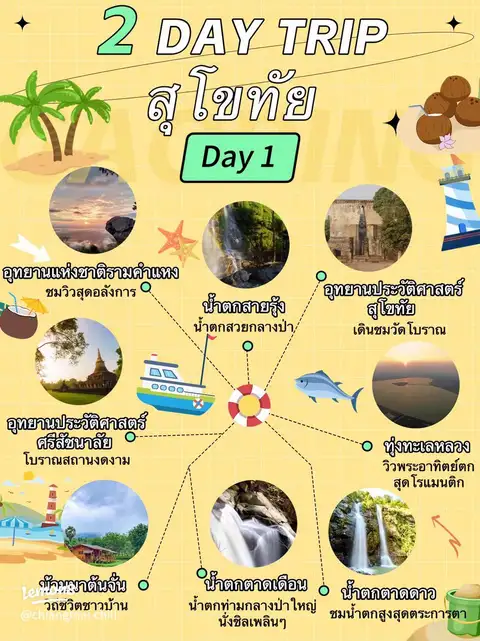 2 DAY TRIP
สุโขทัย
Day 1
อุทยานแห่งชาติรามคำแหง
ชมวิวสุดอลังการ
น้ำตกสายรุ้ง
น้ำตกสวยกลางป่า
อุทยานประวัติศาสตร์
สุโขทัย
เดินชมวัดโบราณ
อุทยานประวัติศาสตร์
ศรีสัชนาลัย
โบราณสถานงดงาม
ทุ่งทะเลหลวง
วิวพระอาทิตย์ตก
สุดโรแมนติก
บ้านนาต้นจั่น
วิถีชีวิตชาวบ้าน
น้ำตกตาดเดือน
น้ำตกท่ามกลางป่าใหญ่
นั่งชิลเพลินๆ
น้ำตกตาดดาว
ชมน้ำตกสูงสุดตระการตา
lemon8